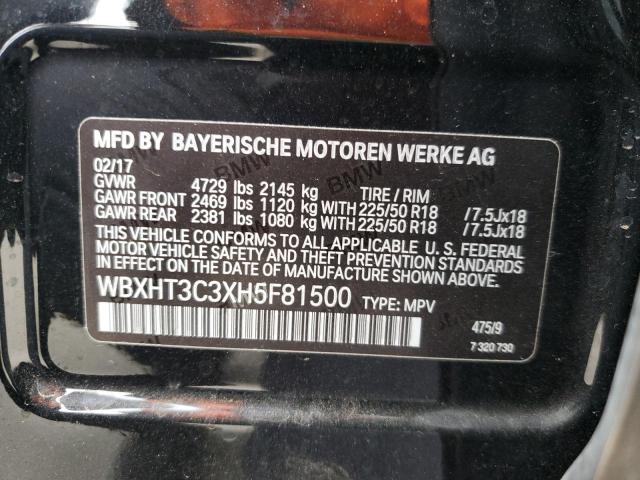 MFD BY BAYERISCHE MOTOREN WERKE AG
02/17
GVWR 4729 lbs 2145 kg TIRE / RIM
GAWR FRONT 2469 lbs 1120 kg WITH 225/50 R18 /7.5Jx18
GAWR REAR 2381 lbs 1080 kg WITH 225/50 R18 /7.5Jx18
THIS VEHICLE CONFORMS TO ALL APPLICABLE U. S. FEDERAL
MOTOR VEHICLE SAFETY AND THEFT PREVENTION STANDARDS
IN EFFECT ON THE DATE OF MANUFACTURE SHOWN ABOVE.
WBXHT3C3XH5F81500 TYPE: MPV
475/9
7 320 730